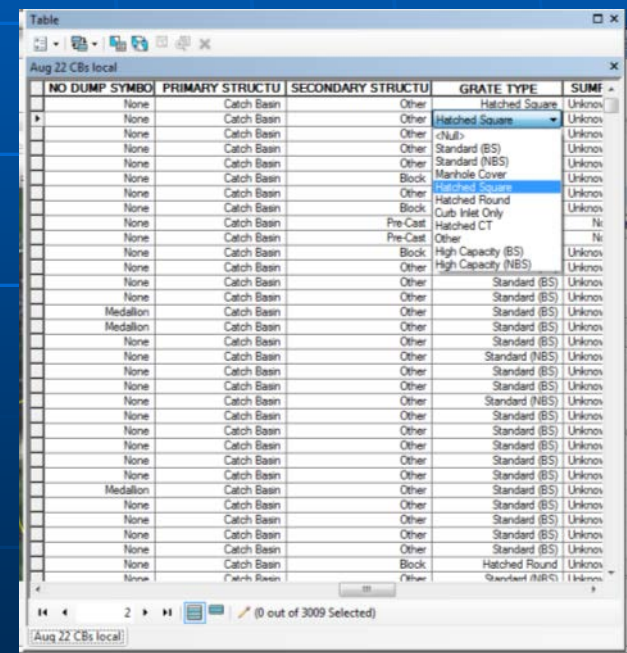 Table
Aug 22 CBs local
NO DUMP SYMBO PRIMARY STRUCTU SECONDARY STRUCTU GRATE TYPE SUMF
None Catch Basin Other Hatched Square Unknov
None Catch Basin Other Hatched Square Unknov
None Catch Basin Other <Null> Unknov
None Catch Basin Other Standard (BS) Unknov
None Catch Basin Other Standard (NBS) Unknov
None Catch Basin Block Manhole Cover Unknov
None Catch Basin Other Hatched Square Unknov
Hatched Round
None Catch Basin Block Curb Inlet Only Unknov
None Catch Basin Pre-Cast Hatched CT Nc
None Catch Basin Pre-Cast Other Nc
None Catch Basin Block High Capacity (BS) Unknov
None Catch Basin Other High Capacity (NBS) Unknov
None Catch Basin Other Standard (BS) Unknov
None Catch Basin Other Standard (BS) Unknov
Medallion Catch Basin Other Standard (BS) Unknov
Medallion Catch Basin Other Standard (BS) Unknov
None Catch Basin Other Standard (BS) Unknov
None Catch Basin Other Standard (NBS) Unknov
None Catch Basin Other Standard (BS) Unknov
None Catch Basin Other Standard (BS) Unknov
None Catch Basin Other Standard (NBS) Unknov
None Catch Basin Other Standard (BS) Unknov
None Catch Basin Other Standard (BS) Unknov
None Catch Basin Other Standard (BS) Unknov
None Catch Basin Other Standard (BS) Unknov
None Catch Basin Other Standard (BS) Unknov
Medallion Catch Basin Other Standard (BS) Unknov
None Catch Basin Other Standard (BS) Unknov
None Catch Basin Other Standard (BS) Unknov
None Catch Basin Other Standard (BS) Unknov
None Catch Basin Other Standard (BS) Unknov
None Catch Basin Block Hatched Round Unknov
None Catch Basin Other Standard (NBS) Unknov
2 (0 out of 3009 Selected)
Aug 22 CBs local